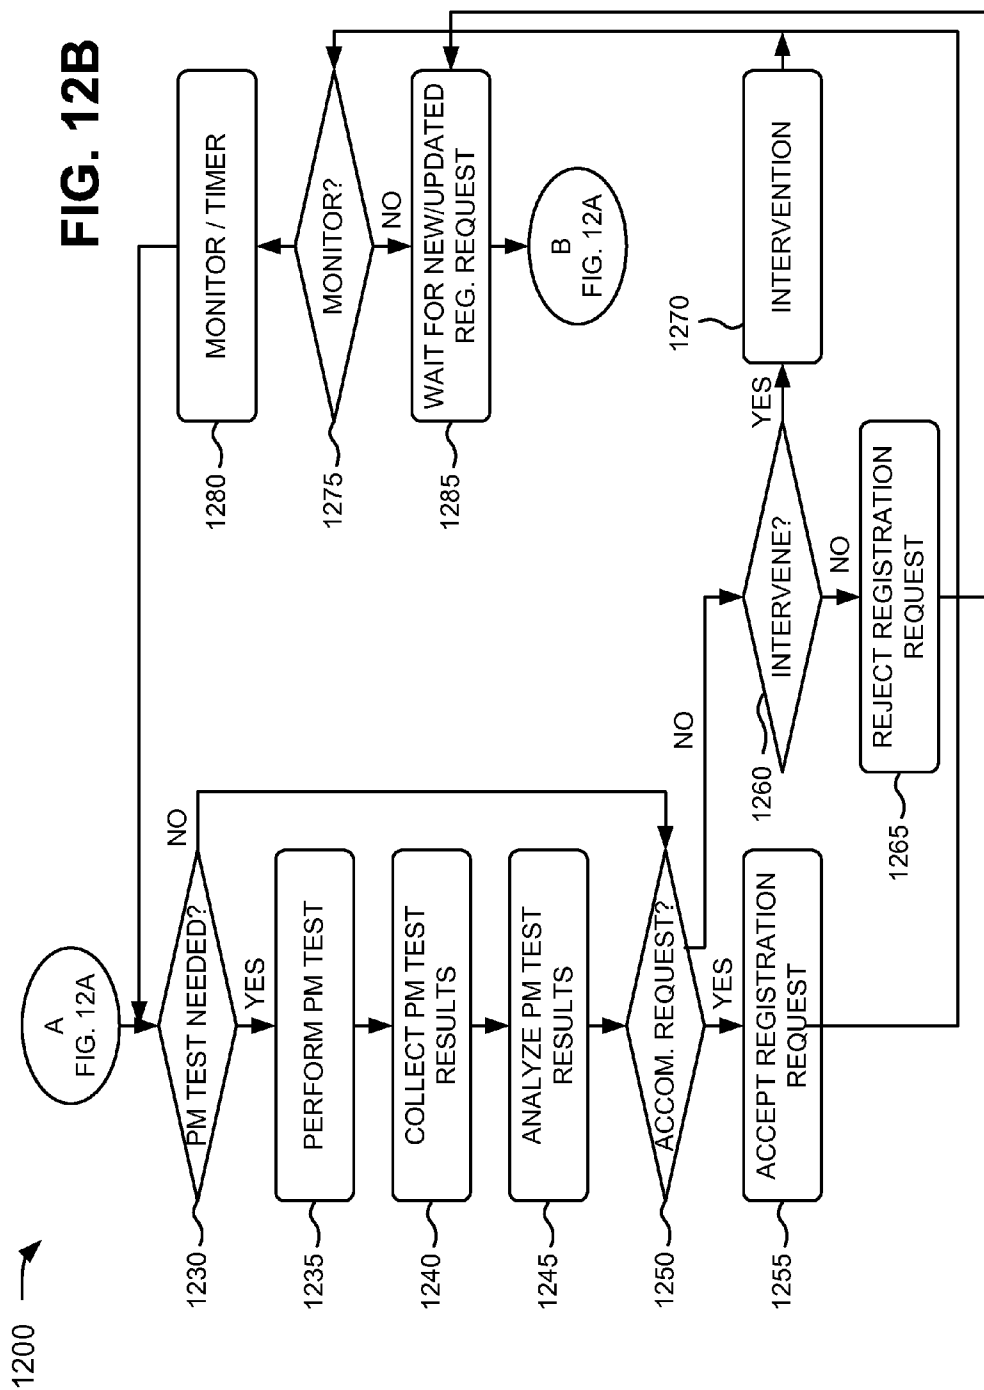 FIG. 12B
1200
A
FIG. 12A
PM TEST NEEDED?
1230
NO
YES
PERFORM PM TEST
1235
COLLECT PM TEST
RESULTS
1240
ANALYZE PM TEST
RESULTS
1245
ACCOM. REQUEST?
1250
NO
YES
ACCEPT REGISTRATION
REQUEST
1255
INTERVENE?
1260
YES
NO
REJECT REGISTRATION
REQUEST
1265
INTERVENTION
1270
MONITOR / TIMER
1280
MONITOR?
1275
NO
WAIT FOR NEW/UPDATED
REG. REQUEST
1285
B
FIG. 12A